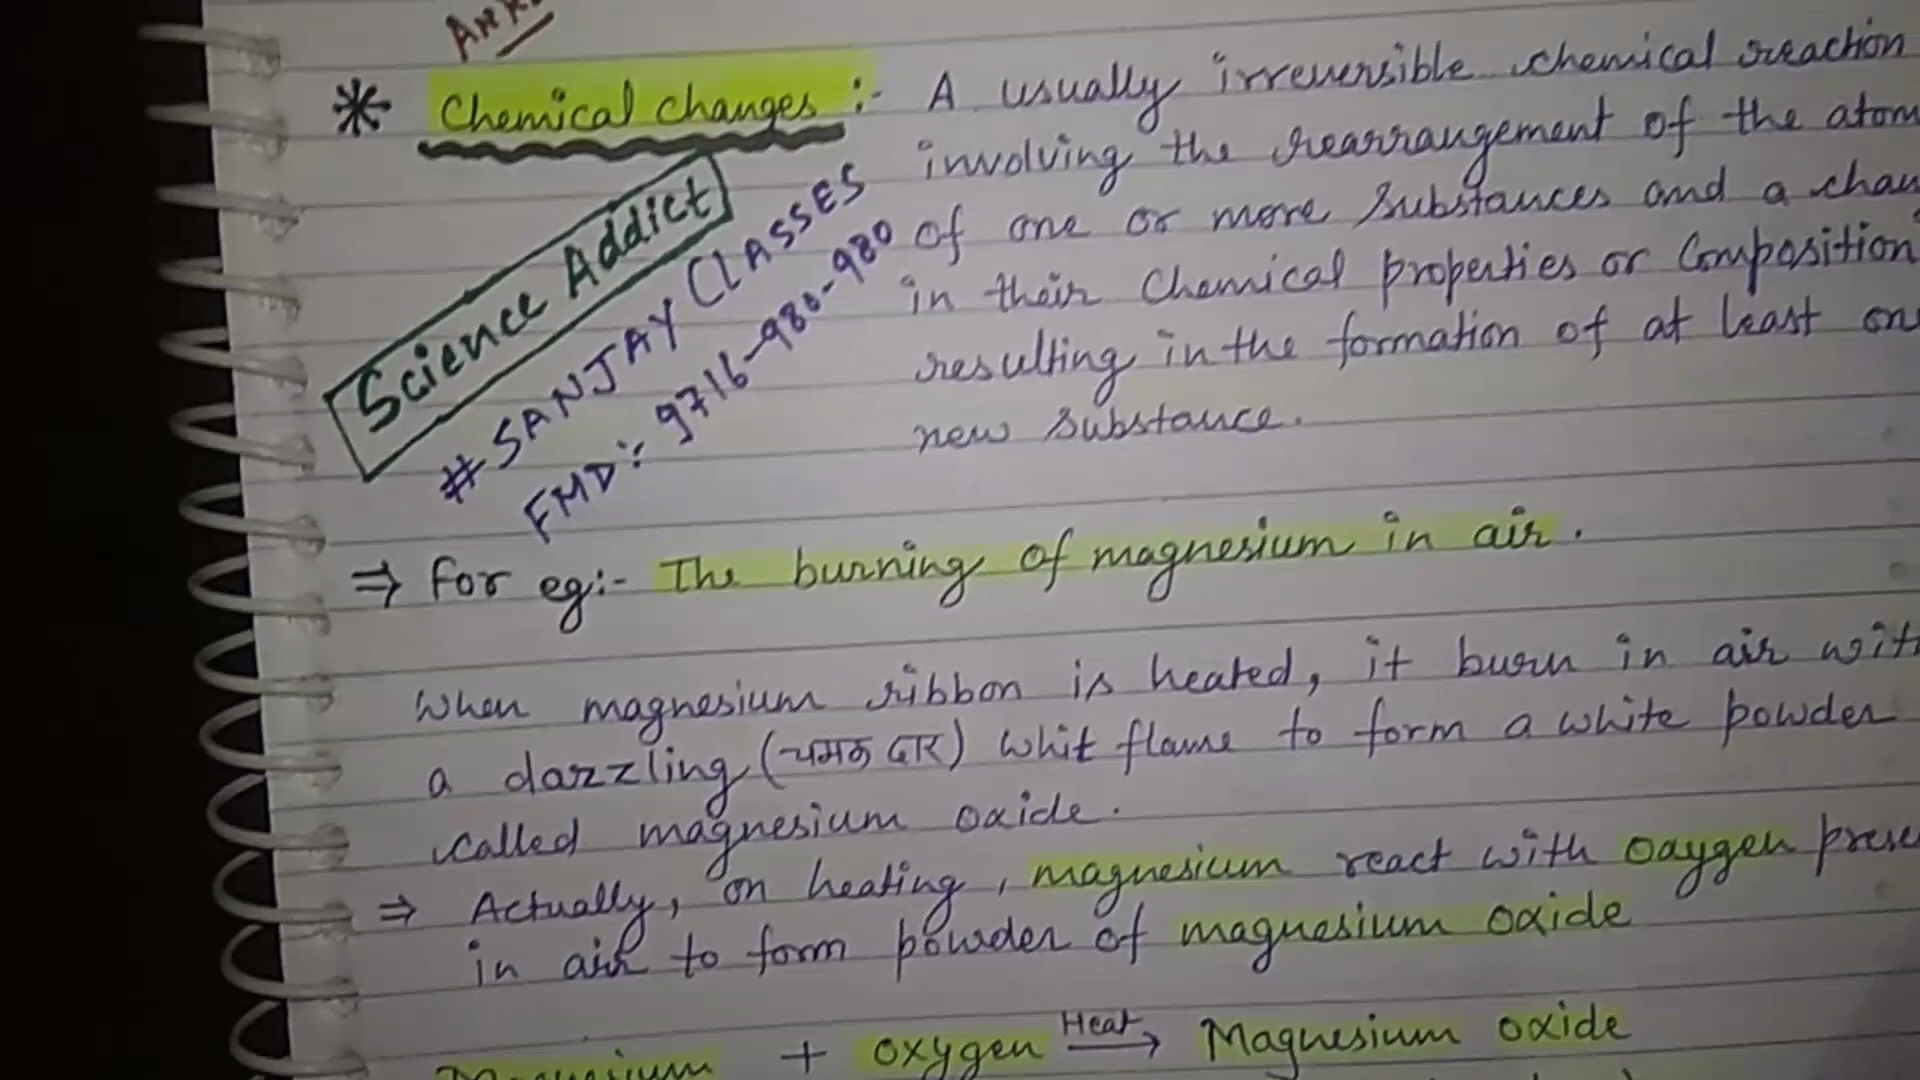 * Chemical changes :- A usually irreversible chemical reaction
involving the rearrangement of the atom
of one or more substances and a
in their Chemical properties or Composition
resulting in the formation of at least
new substance.
Science Addict
# SANJAY CLASSES
FMD:- 9716-980-980
⇒ for eg:- The burning of magnesium in air.
When magnesium ribbon is heated, it burn in air
a dazzling (चमक दार) whit flame to form a white powder
called magnesium oxide.
⇒ Actually, on heating, magnesium react with oxygen
in air to form powder of magnesium oxide
+ oxygen Heat → Magnesium oxide